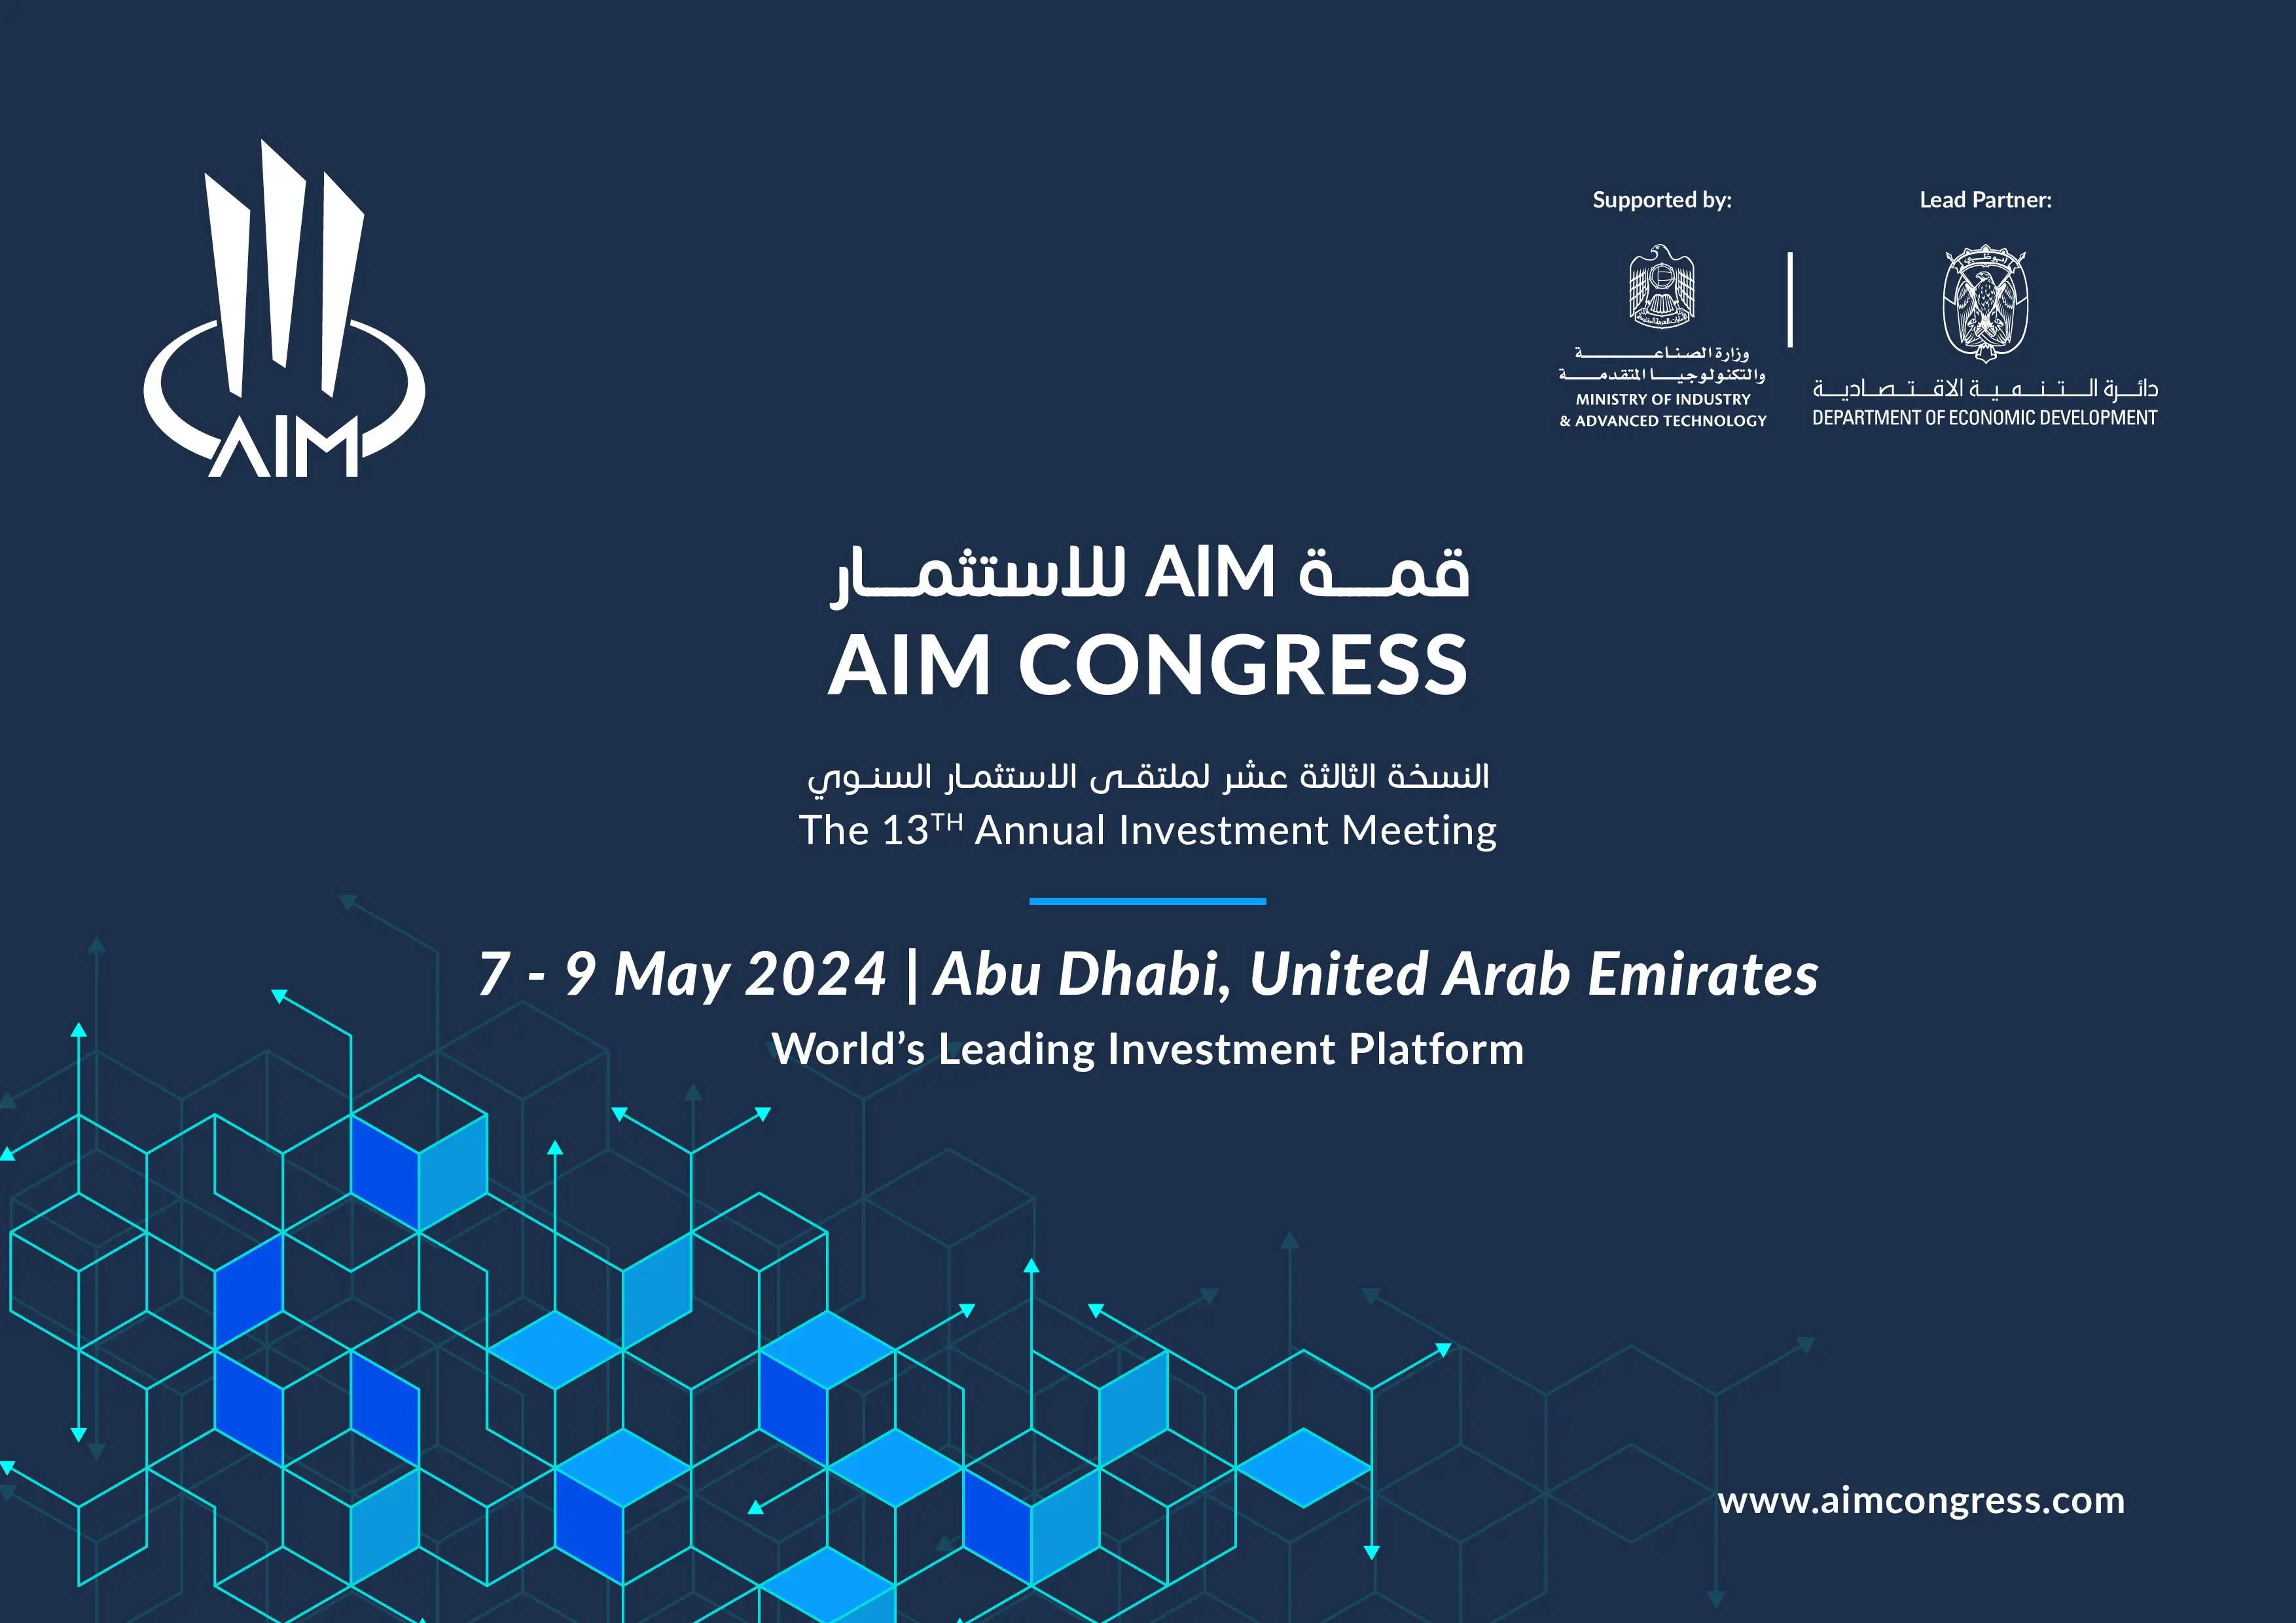 AIM
Supported by:
وزارة الصناعة
والتكنولوجيا المتقدمة
MINISTRY OF INDUSTRY
& ADVANCED TECHNOLOGY
Lead Partner:
أبوظبي
دائرة التنمية الاقتصادية
DEPARTMENT OF ECONOMIC DEVELOPMENT
قمة AIM للاستثمار
AIM CONGRESS
النسخة الثالثة عشر لملتقى الاستثمار السنوي
The 13TH Annual Investment Meeting
7 - 9 May 2024 | Abu Dhabi, United Arab Emirates
World’s Leading Investment Platform
www.aimcongress.com